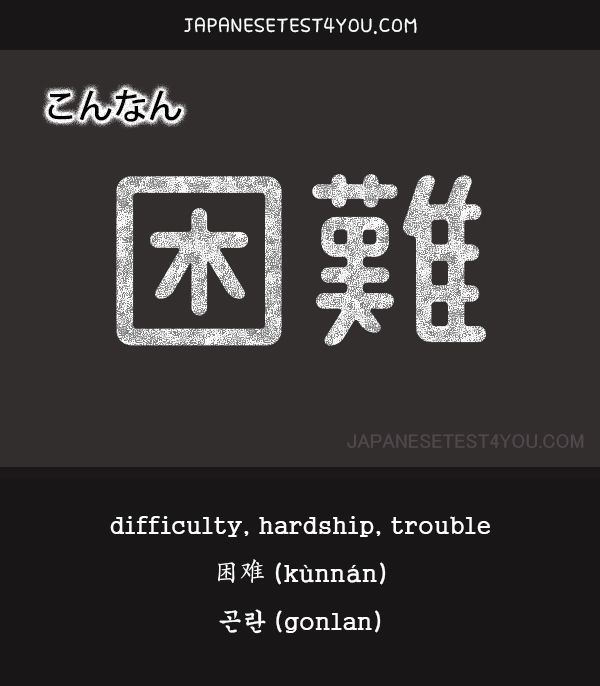 JAPANESETEST4YOU.COM
こんなん
困難
JAPANESETEST4YOU.COM
difficulty, hardship, trouble
困难 (kùnnán)
곤란 (gonlan)